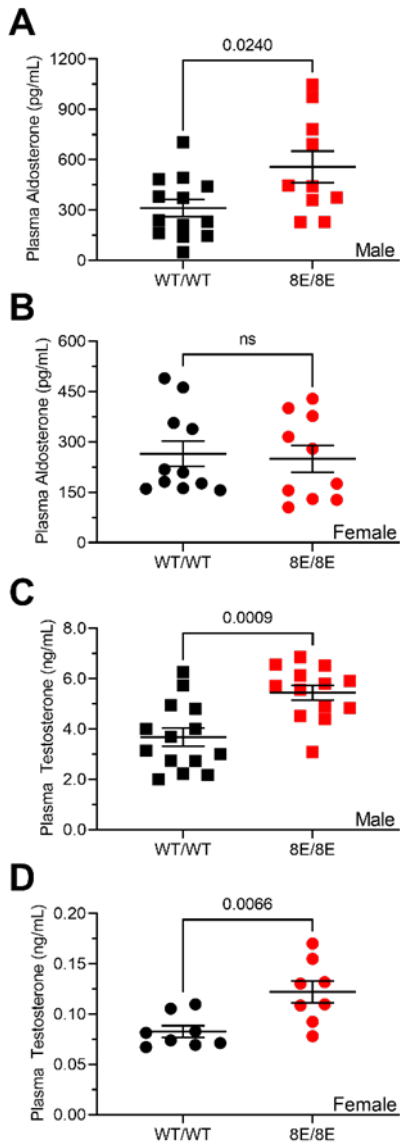 A
0.0240
Plasma Aldosterone (pg/mL)
1200
900
600
300
0
Male
WT/WT 8E/8E
B
ns
Plasma Aldosterone (pg/mL)
600
450
300
150
0
Female
WT/WT 8E/8E
C
0.0009
Plasma Testosterone (ng/mL)
8.0
6.0
4.0
2.0
0.0
Male
WT/WT 8E/8E
D
0.0066
Plasma Testosterone (ng/mL)
0.20
0.15
0.10
0.05
0.00
Female
WT/WT 8E/8E